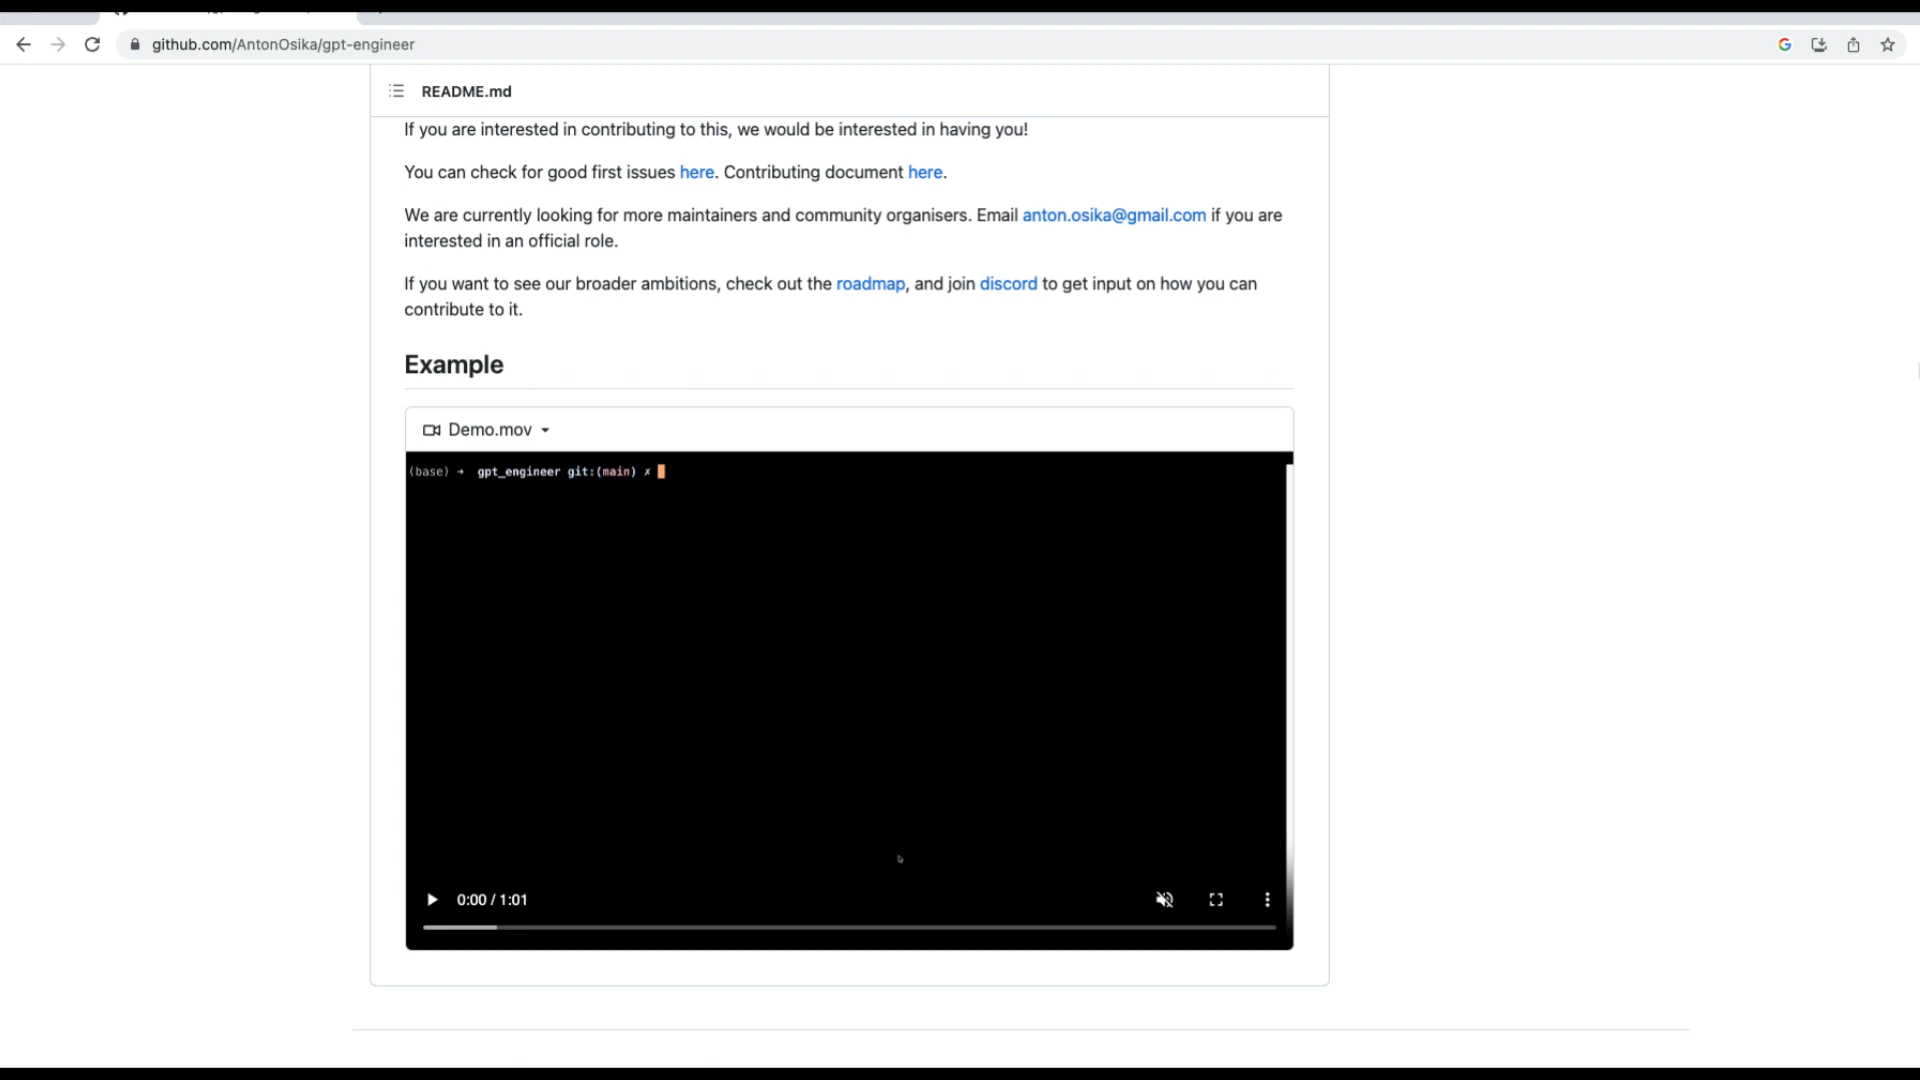 github.com/AntonOsika/gpt-engineer
README.md
If you are interested in contributing to this, we would be interested in having you!
You can check for good first issues here. Contributing document here.
We are currently looking for more maintainers and community organisers. Email anton.osika@gmail.com if you are
interested in an official role.
If you want to see our broader ambitions, check out the roadmap, and join discord to get input on how you can
contribute to it.
Example
Demo.mov
(base) → gpt_engineer git:(main) ✗
0:00 / 1:01